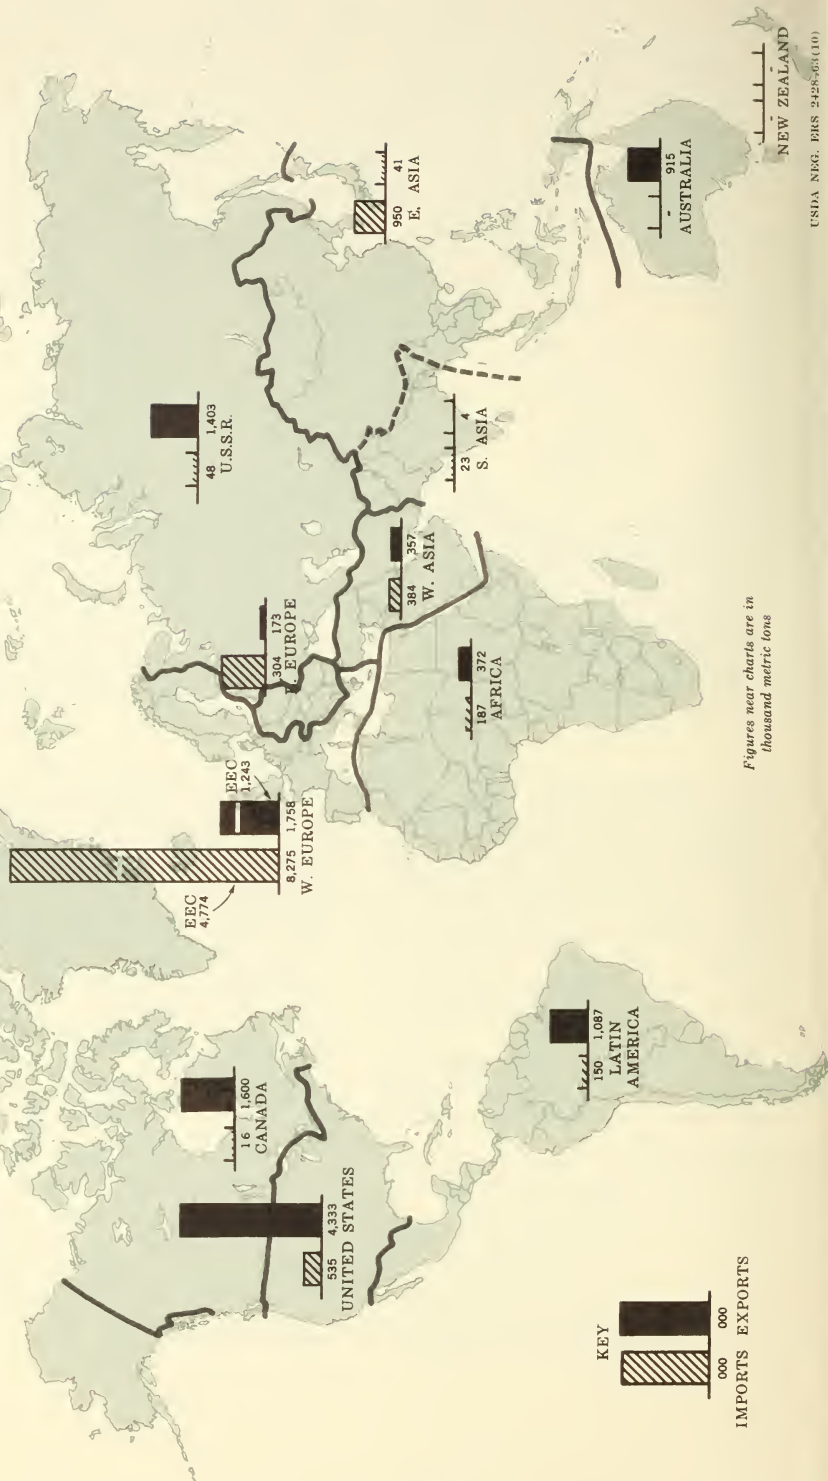 EEC
4,774
8,275 1,758
W. EUROPE
EEC
1,243
304 173
E. EUROPE
48 1,403
U.S.S.R.
16 1,600
CANADA
535 4,333
UNITED STATES
384 357
W. ASIA
23 4
S. ASIA
950 41
E. ASIA
187 372
AFRICA
150 1,087
LATIN
AMERICA
- 915
AUSTRALIA
- -
NEW ZEALAND
KEY
000 000
IMPORTS EXPORTS
Figures near charts are in
thousand metric tons
USDA NEG. ERS 2428-63(10)